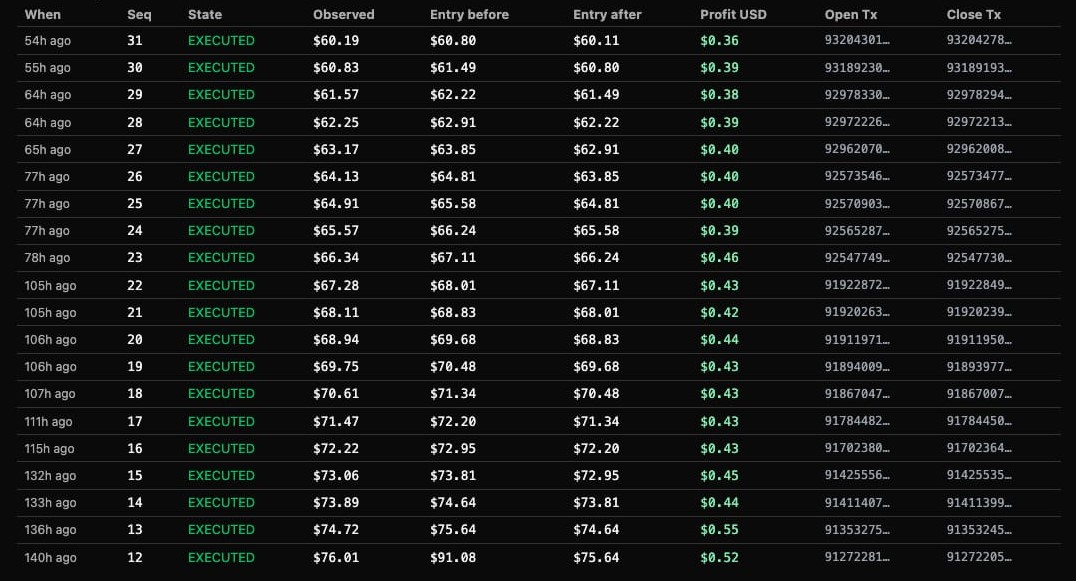 When Seq State Observed Entry before Entry after Profit USD Open Tx Close Tx
54h ago 31 EXECUTED $60.19 $60.80 $60.11 $0.36 93204301… 93204278…
55h ago 30 EXECUTED $60.83 $61.49 $60.80 $0.39 93189230… 93189193…
64h ago 29 EXECUTED $61.57 $62.22 $61.49 $0.38 92978330… 92978294…
64h ago 28 EXECUTED $62.25 $62.91 $62.22 $0.39 92972226… 92972213…
65h ago 27 EXECUTED $63.17 $63.85 $62.91 $0.40 92962070… 92962008…
77h ago 26 EXECUTED $64.13 $64.81 $63.85 $0.40 92573546… 92573477…
77h ago 25 EXECUTED $64.91 $65.58 $64.81 $0.40 92570903… 92570867…
77h ago 24 EXECUTED $65.57 $66.24 $65.58 $0.39 92565287… 92565275…
78h ago 23 EXECUTED $66.34 $67.11 $66.24 $0.46 92547749… 92547730…
105h ago 22 EXECUTED $67.28 $68.01 $67.11 $0.43 91922872… 91922849…
105h ago 21 EXECUTED $68.11 $68.83 $68.01 $0.42 91920263… 91920239…
106h ago 20 EXECUTED $68.94 $69.68 $68.83 $0.44 91911971… 91911950…
106h ago 19 EXECUTED $69.75 $70.48 $69.68 $0.43 91894009… 91893977…
107h ago 18 EXECUTED $70.61 $71.34 $70.48 $0.43 91867047… 91867007…
111h ago 17 EXECUTED $71.47 $72.20 $71.34 $0.43 91784482… 91784450…
115h ago 16 EXECUTED $72.22 $72.95 $72.20 $0.43 91702380… 91702364…
132h ago 15 EXECUTED $73.06 $73.81 $72.95 $0.45 91425556… 91425535…
133h ago 14 EXECUTED $73.89 $74.64 $73.81 $0.44 91411407… 91411399…
136h ago 13 EXECUTED $74.72 $75.64 $74.64 $0.55 91353275… 91353245…
140h ago 12 EXECUTED $76.01 $91.08 $75.64 $0.52 91272281… 91272205…